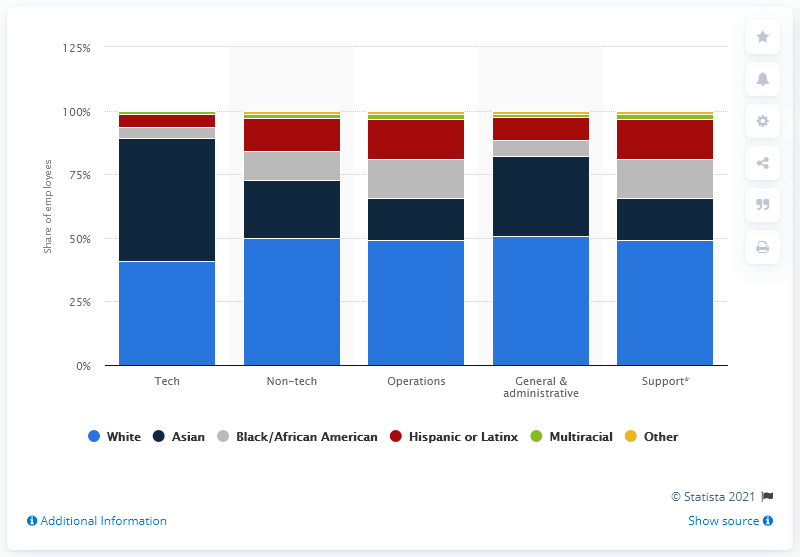 125%
100%
75%
50%
25%
0%
Share of employees
Tech
Non-tech
Operations
General &
administrative
Support*
White
Asian
Black/African American
Hispanic or Latinx
Multiracial
Other
© Statista 2021
Additional Information
Show source